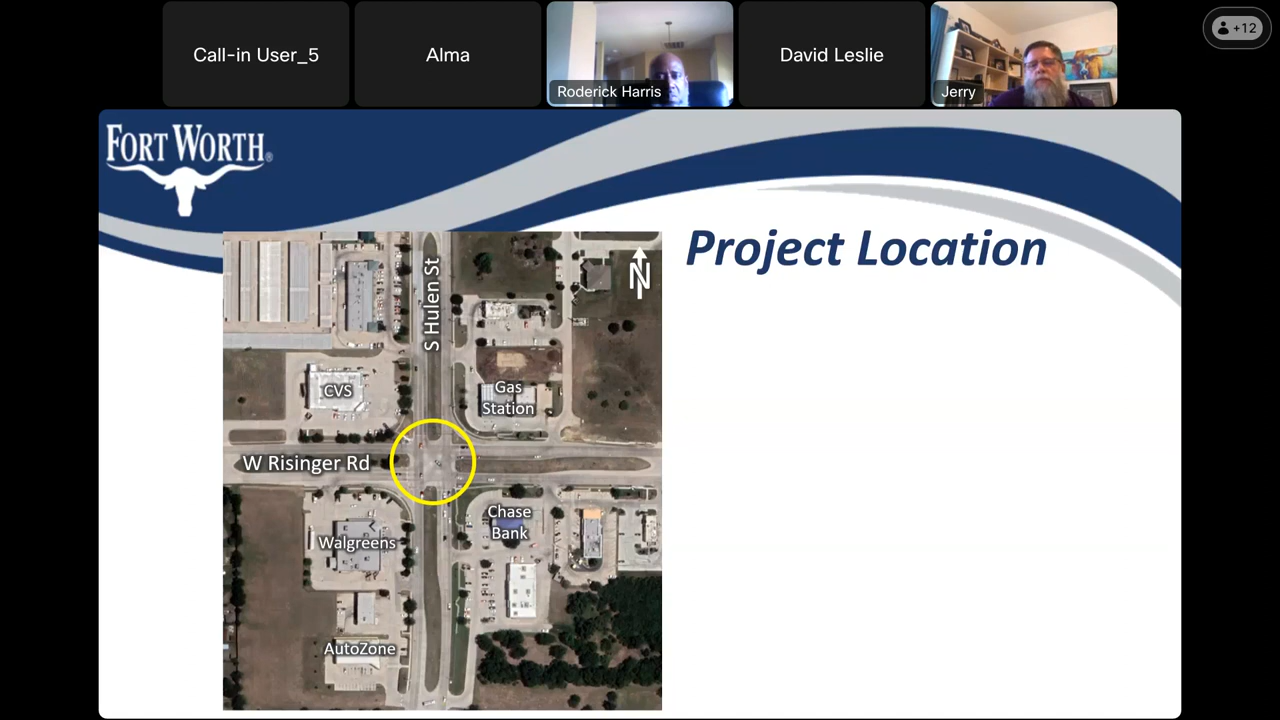 Call-in User_5
Alma
Roderick Harris
David Leslie
Jerry
+12
FORT WORTH®
Project Location
N
S Hulen St
CVS
Gas
Station
W Risinger Rd
Chase
Bank
Walgreens
AutoZone